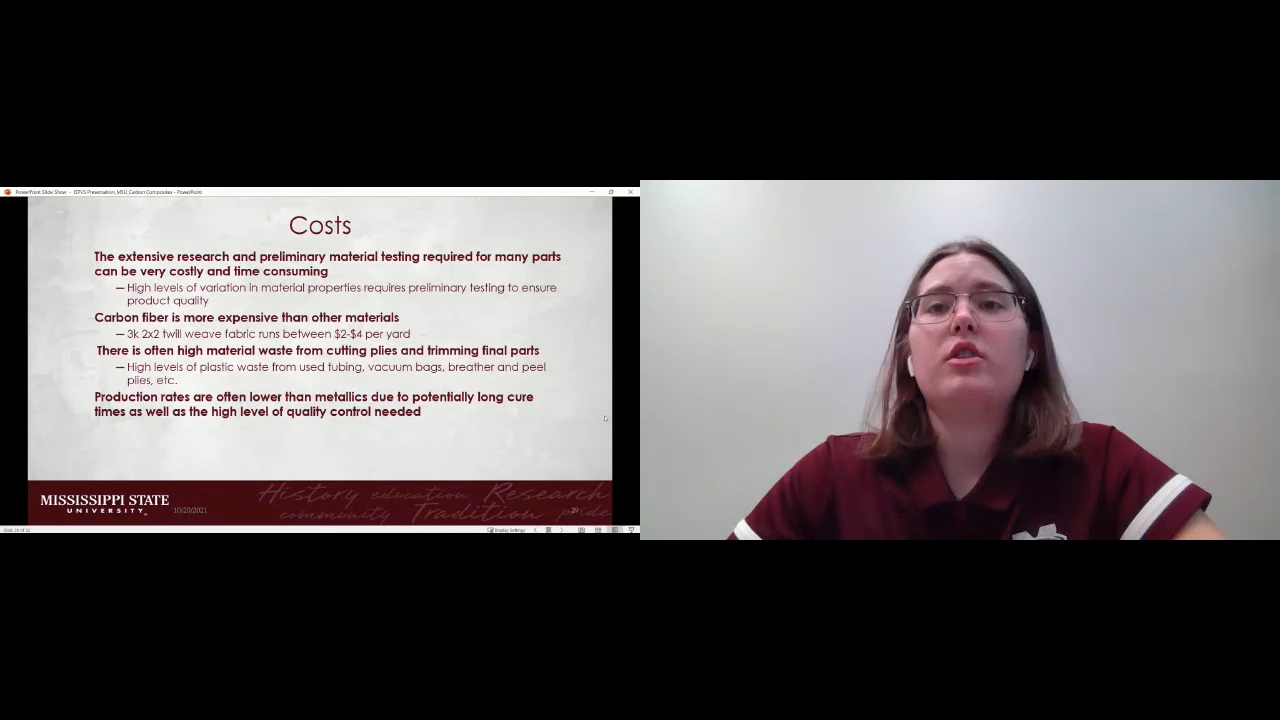 PowerPoint Slide Show - ISTVS Presentation_MSU_Carbon Composites - PowerPoint
Costs
The extensive research and preliminary material testing required for many parts
can be very costly and time consuming
— High levels of variation in material properties requires preliminary testing to ensure
product quality
Carbon fiber is more expensive than other materials
— 3k 2x2 twill weave fabric runs between $2-$4 per yard
There is often high material waste from cutting plies and trimming final parts
— High levels of plastic waste from used tubing, vacuum bags, breather and peel
plies, etc.
Production rates are often lower than metallics due to potentially long cure
times as well as the high level of quality control needed
History education Research
MISSISSIPPI STATE
UNIVERSITY
10/20/2021
community Tradition pride
29
Display Settings